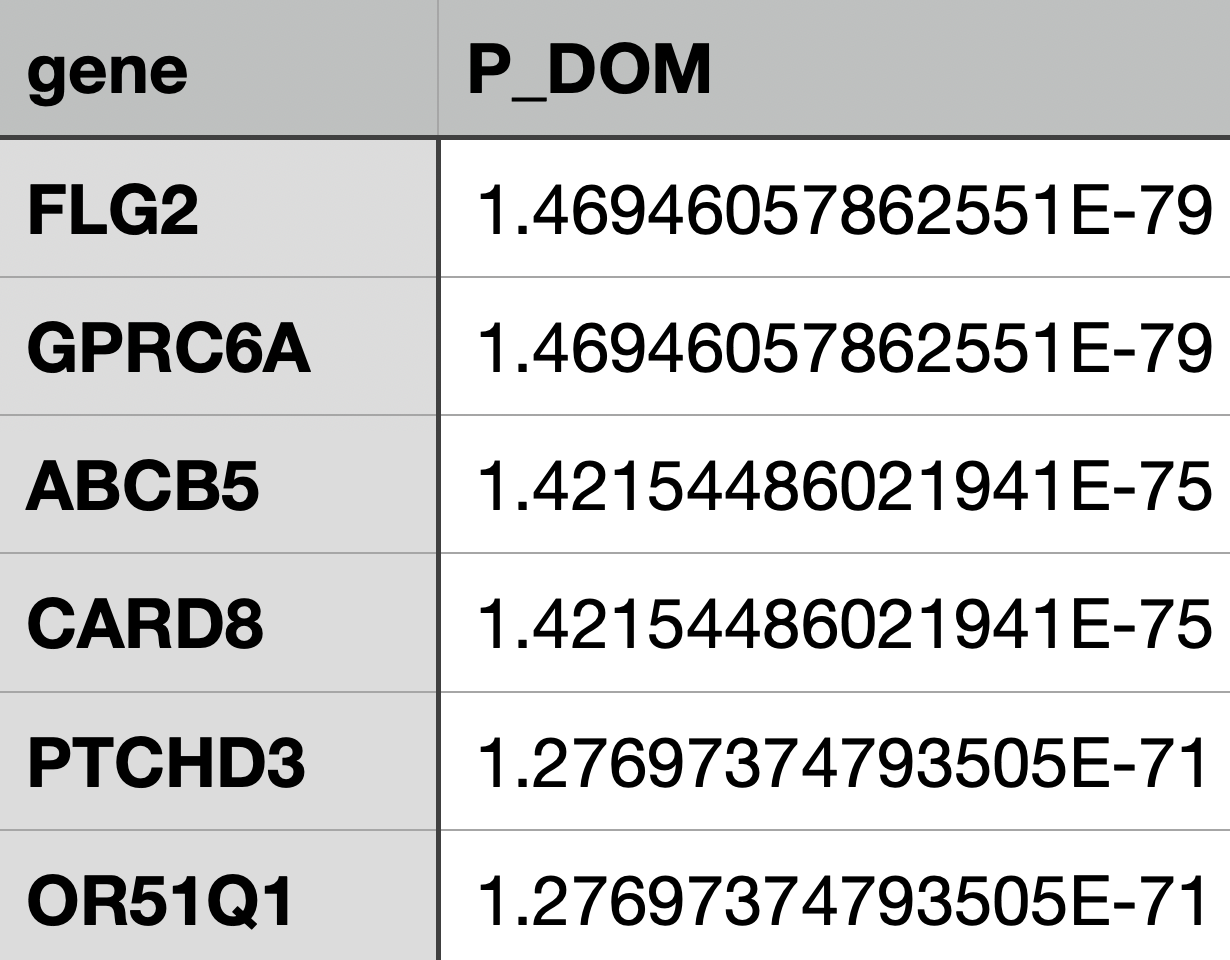 gene P_DOM
FLG2 1.46946057862551E-79
GPRC6A 1.46946057862551E-79
ABCB5 1.42154486021941E-75
CARD8 1.42154486021941E-75
PTCHD3 1.27697374793505E-71
OR51Q1 1.27697374793505E-71